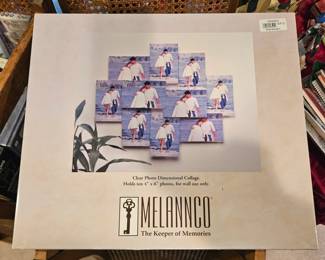 Clear Photo Dimensional Collage.
Holds ten 4" x 6" photos, for wall use only.
MELANNCO
The Keeper of Memories